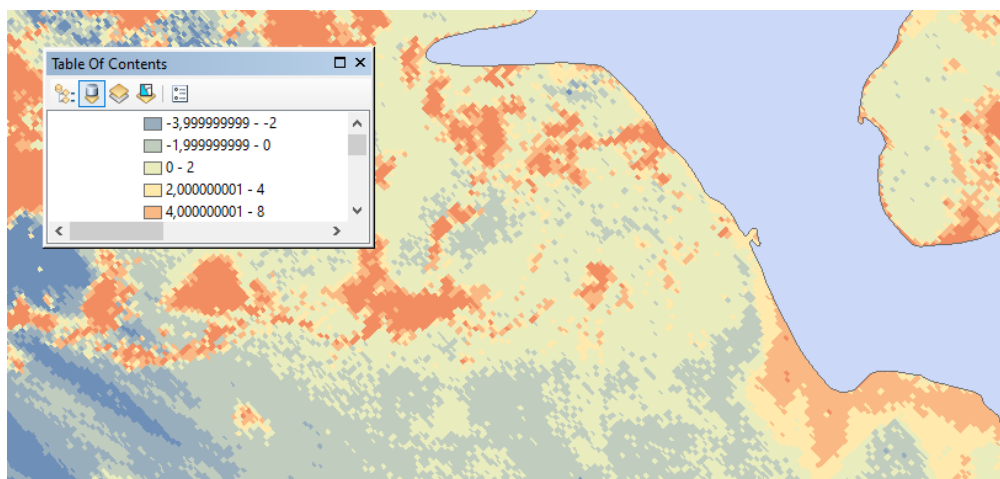 Table Of Contents
-3,999999999 - -2
-1,999999999 - 0
0 - 2
2,000000001 - 4
4,000000001 - 8